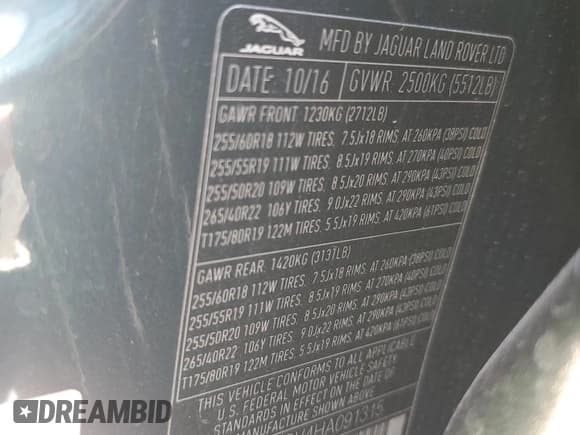 JAGUAR
MFD BY JAGUAR LAND ROVER LTD
DATE: 10/16 GVWR: 2500KG (5512LB)
GAWR FRONT 1230KG (2712LB)
255/60R18 112W TIRES. 7.5Jx18 RIMS. AT 260KPA (38PSI) COLD
255/55R19 111W TIRES. 8.5Jx19 RIMS. AT 270KPA (40PSI) COLD
255/50R20 109W TIRES. 8.5Jx20 RIMS. AT 290KPA (43PSI) COLD
265/40R22 106Y TIRES. 9.0Jx22 RIMS. AT 290KPA (43PSI) COLD
T175/80R19 122M TIRES. 5.5Jx19 RIMS. AT 420KPA (61PSI) COLD
GAWR REAR 1420KG (3131LB)
255/60R18 112W TIRES. 7.5Jx18 RIMS. AT 260KPA (38PSI) COLD
255/55R19 111W TIRES. 8.5Jx19 RIMS. AT 270KPA (40PSI) COLD
255/50R20 109W TIRES. 8.5Jx20 RIMS. AT 290KPA (43PSI) COLD
265/40R22 106Y TIRES. 9.0Jx22 RIMS. AT 290KPA (43PSI) COLD
T175/80R19 122M TIRES. 5.5Jx19 RIMS. AT 420KPA (61PSI) COLD
THIS VEHICLE CONFORMS TO ALL APPLICABLE
U.S. FEDERAL MOTOR VEHICLE SAFETY
STANDARDS IN EFFECT ON
MANUFACTURE
HA091315
DEALERS AUCTION HISTORY